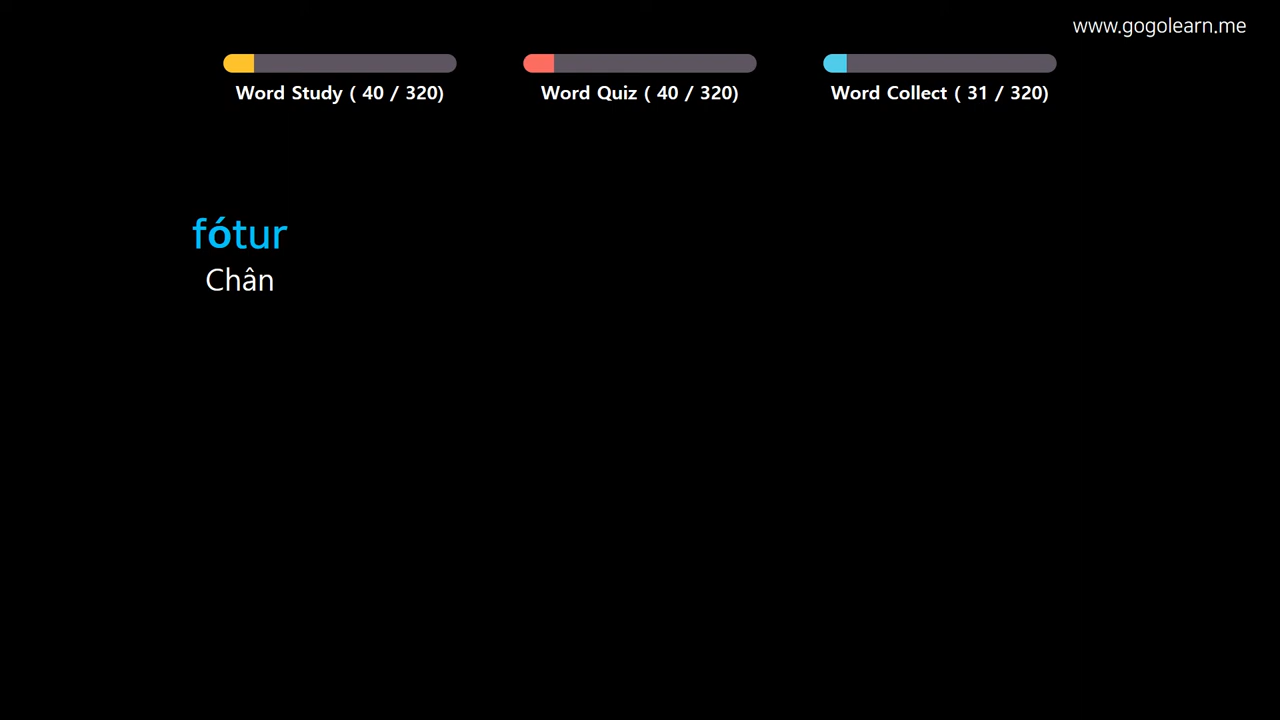 www.gogolearn.me
Word Study ( 40 / 320)
Word Quiz ( 40 / 320)
Word Collect ( 31 / 320)
fótur
Chân